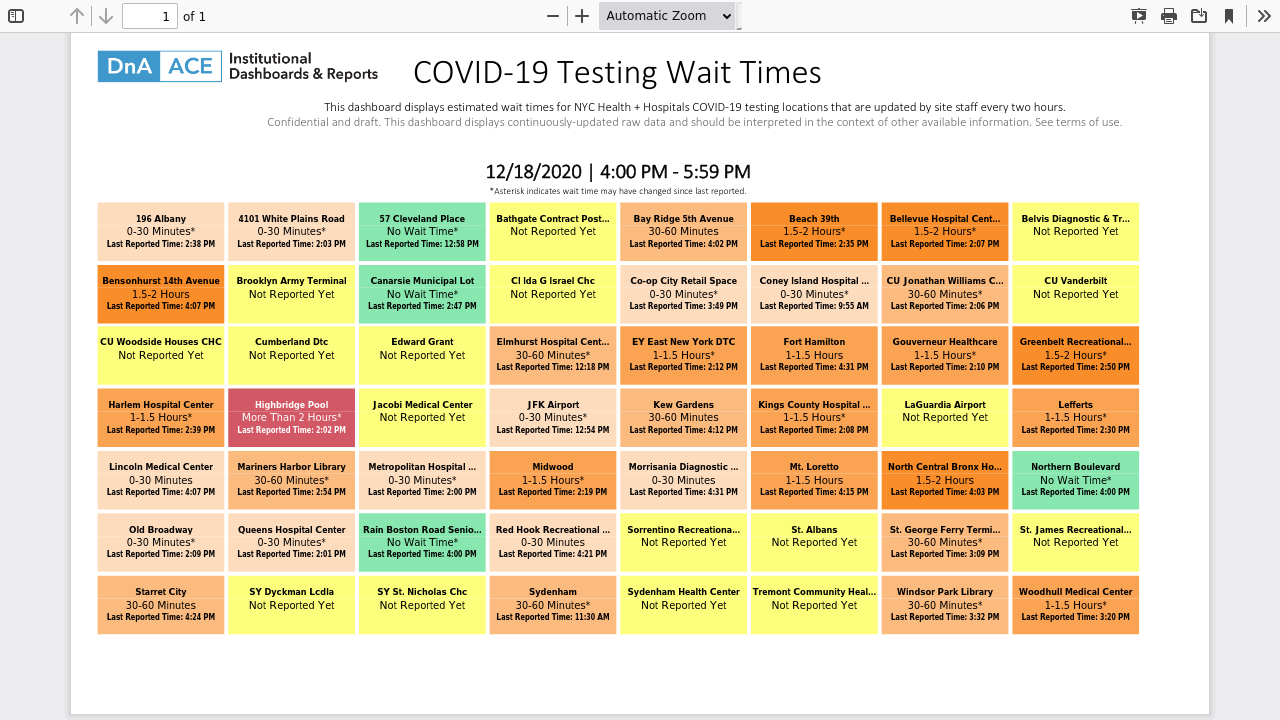 1 of 1
Automatic Zoom
DnA ACE Institutional
Dashboards & Reports
COVID-19 Testing Wait Times
This dashboard displays estimated wait times for NYC Health + Hospitals COVID-19 testing locations that are updated by site staff every two hours.
Confidential and draft. This dashboard displays continuously-updated raw data and should be interpreted in the context of other available information. See terms of use.
12/18/2020 | 4:00 PM - 5:59 PM
*Asterisk indicates wait time may have changed since last reported.
196 Albany
0-30 Minutes*
Last Reported Time: 2:38 PM
4101 White Plains Road
0-30 Minutes*
Last Reported Time: 2:03 PM
57 Cleveland Place
No Wait Time*
Last Reported Time: 12:58 PM
Bathgate Contract Post...
Not Reported Yet
Bay Ridge 5th Avenue
30-60 Minutes
Last Reported Time: 4:02 PM
Beach 39th
1.5-2 Hours*
Last Reported Time: 2:35 PM
Bellevue Hospital Cent...
1.5-2 Hours*
Last Reported Time: 2:07 PM
Belvis Diagnostic & Tr...
Not Reported Yet
Bensonhurst 14th Avenue
1.5-2 Hours
Last Reported Time: 4:07 PM
Brooklyn Army Terminal
Not Reported Yet
Canarsie Municipal Lot
No Wait Time*
Last Reported Time: 2:47 PM
CI Ida G Israel Chc
Not Reported Yet
Co-op City Retail Space
0-30 Minutes*
Last Reported Time: 3:49 PM
Coney Island Hospital ...
0-30 Minutes*
Last Reported Time: 9:55 AM
CU Jonathan Williams C...
30-60 Minutes*
Last Reported Time: 2:06 PM
CU Vanderbilt
Not Reported Yet
CU Woodside Houses CHC
Not Reported Yet
Cumberland Dtc
Not Reported Yet
Edward Grant
Not Reported Yet
Elmhurst Hospital Cent...
30-60 Minutes*
Last Reported Time: 12:18 PM
EY East New York DTC
1-1.5 Hours*
Last Reported Time: 2:12 PM
Fort Hamilton
1-1.5 Hours
Last Reported Time: 4:31 PM
Gouverneur Healthcare
1-1.5 Hours*
Last Reported Time: 2:10 PM
Greenbelt Recreational...
1.5-2 Hours*
Last Reported Time: 2:50 PM
Harlem Hospital Center
1-1.5 Hours*
Last Reported Time: 2:39 PM
Highbridge Pool
More Than 2 Hours*
Last Reported Time: 2:02 PM
Jacobi Medical Center
Not Reported Yet
JFK Airport
0-30 Minutes*
Last Reported Time: 12:54 PM
Kew Gardens
30-60 Minutes
Last Reported Time: 4:12 PM
Kings County Hospital ...
1-1.5 Hours*
Last Reported Time: 2:08 PM
LaGuardia Airport
Not Reported Yet
Lefferts
1-1.5 Hours*
Last Reported Time: 2:30 PM
Lincoln Medical Center
0-30 Minutes
Last Reported Time: 4:07 PM
Mariners Harbor Library
30-60 Minutes*
Last Reported Time: 2:54 PM
Metropolitan Hospital ...
0-30 Minutes*
Last Reported Time: 2:00 PM
Midwood
1-1.5 Hours*
Last Reported Time: 2:19 PM
Morrisania Diagnostic ...
0-30 Minutes
Last Reported Time: 4:31 PM
Mt. Loretto
1-1.5 Hours
Last Reported Time: 4:15 PM
North Central Bronx Ho...
1.5-2 Hours
Last Reported Time: 4:03 PM
Northern Boulevard
No Wait Time*
Last Reported Time: 4:00 PM
Old Broadway
0-30 Minutes*
Last Reported Time: 2:09 PM
Queens Hospital Center
0-30 Minutes*
Last Reported Time: 2:01 PM
Rain Boston Road Senio...
No Wait Time*
Last Reported Time: 4:00 PM
Red Hook Recreational ...
0-30 Minutes
Last Reported Time: 4:21 PM
Sorrentino Recreationa...
Not Reported Yet
St. Albans
Not Reported Yet
St. George Ferry Termi...
30-60 Minutes*
Last Reported Time: 3:09 PM
St. James Recreational...
Not Reported Yet
Starret City
30-60 Minutes
Last Reported Time: 4:24 PM
SY Dyckman Lcdla
Not Reported Yet
SY St. Nicholas Chc
Not Reported Yet
Sydenham
30-60 Minutes*
Last Reported Time: 11:30 AM
Sydenham Health Center
Not Reported Yet
Tremont Community Heal...
Not Reported Yet
Windsor Park Library
30-60 Minutes*
Last Reported Time: 3:32 PM
Woodhull Medical Center
1-1.5 Hours*
Last Reported Time: 3:20 PM